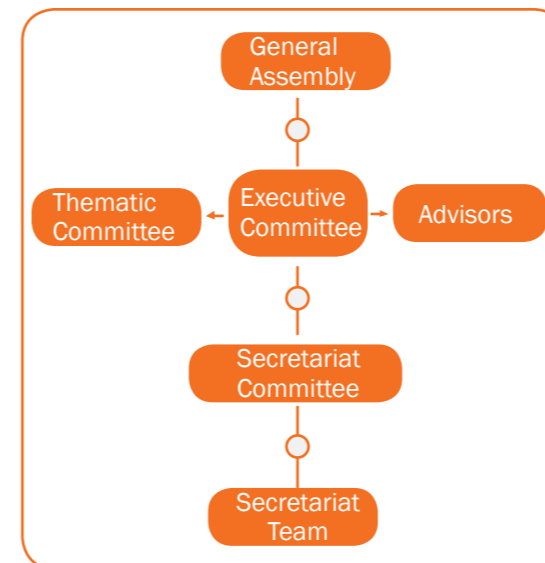 General
Assembly
Thematic
Committee
Executive
Committee
Advisors
Secretariat
Committee
Secretariat
Team